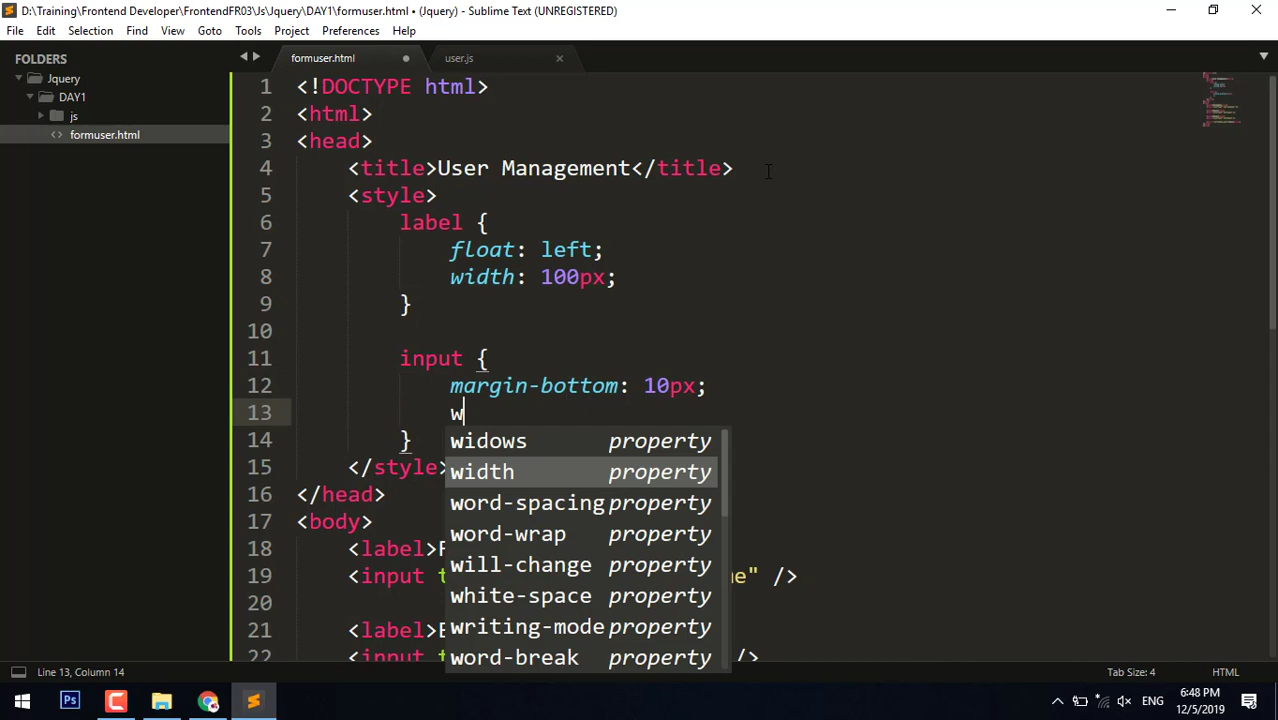 D:\Training\Frontend Developer\FrontendFR03\Js\Jquery\DAY1\formuser.html • (Jquery) - Sublime Text (UNREGISTERED)
File Edit Selection Find View Goto Tools Project Preferences Help
FOLDERS
Jquery
DAY1
js
formuser.html
formuser.html
user.js
1 <!DOCTYPE html>
2 <html>
3 <head>
4 <title>User Management</title>
5 <style>
6 label {
7 float: left;
8 width: 100px;
9 }
10
11 input {
12 margin-bottom: 10px;
13 w
14 }
15 </style>
16 </head>
17 <body>
18 <label>
19 <input e" />
20
21 <label>
22 <input />
widows property
width property
word-spacing property
word-wrap property
will-change property
white-space property
writing-mode property
word-break property
Line 13, Column 14
Tab Size: 4
HTML
Ps
ENG
6:48 PM
12/5/2019